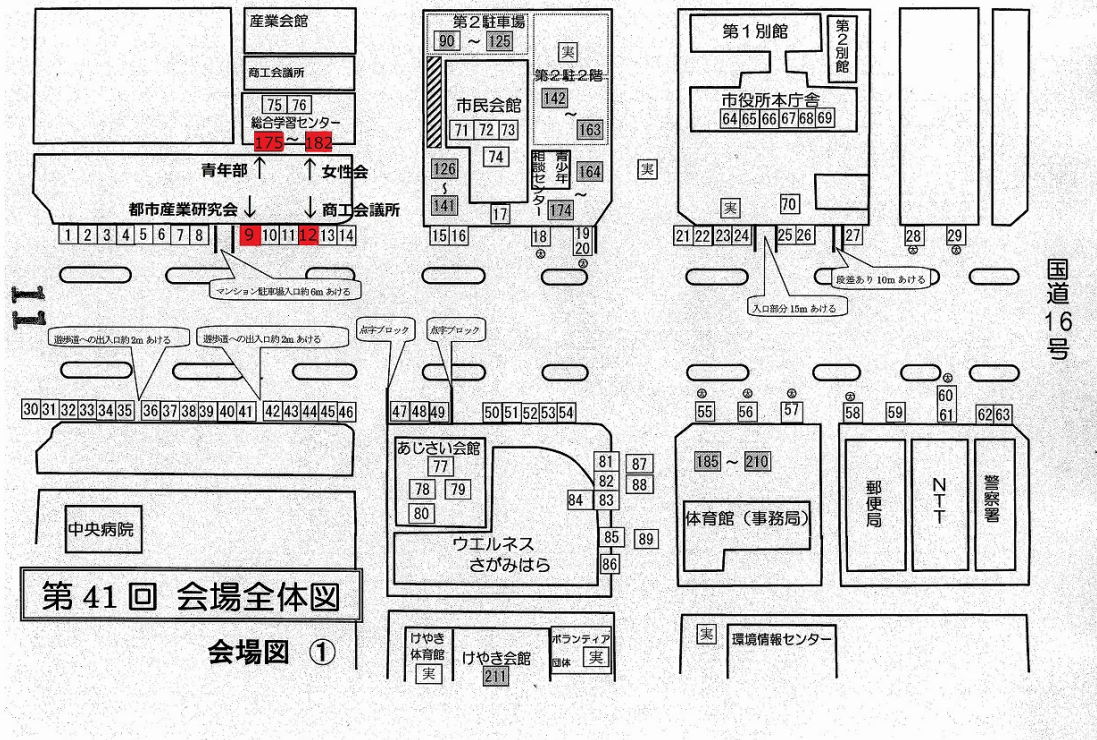 産業会館
商工会議所
75 76
総合学習センター
175 ～ 182
青年部 ↑ ↑ 女性会
都市産業研究会 ↓ ↓ 商工会議所
1 2 3 4 5 6 7 8 9 10 11 12 13 14
マンション駐車場入口約6mあける
第2駐車場
90 ～ 125
実
第2駐2階
142
～
163
市民会館
71 72 73
74
126
～
141
青少年
相談センター
164
～
174
17
15 16 18 19
20
実
第1別館
第2別館
市役所本庁舎
64 65 66 67 68 69
実
70
21 22 23 24 25 26 27 28 29
段差あり10mあける
入口部分15mあける
国道16号
遊歩道への出入口約2mあける
遊歩道への出入口約2mあける
点字ブロック
点字ブロック
30 31 32 33 34 35 36 37 38 39 40 41 42 43 44 45 46
47 48 49 50 51 52 53 54
55 56 57 58 59 60
61 62 63
あじさい会館
77
78 79
80
81 87
82 88
84 83
85 89
86
ウエルネス
さがみはら
185 ～ 210
体育館（事務局）
郵便局
NTT
警察署
中央病院
第41回 会場全体図
会場図 ①
けやき
体育館
実
けやき会館
211
ボランティア
団体 実
実
環境情報センター